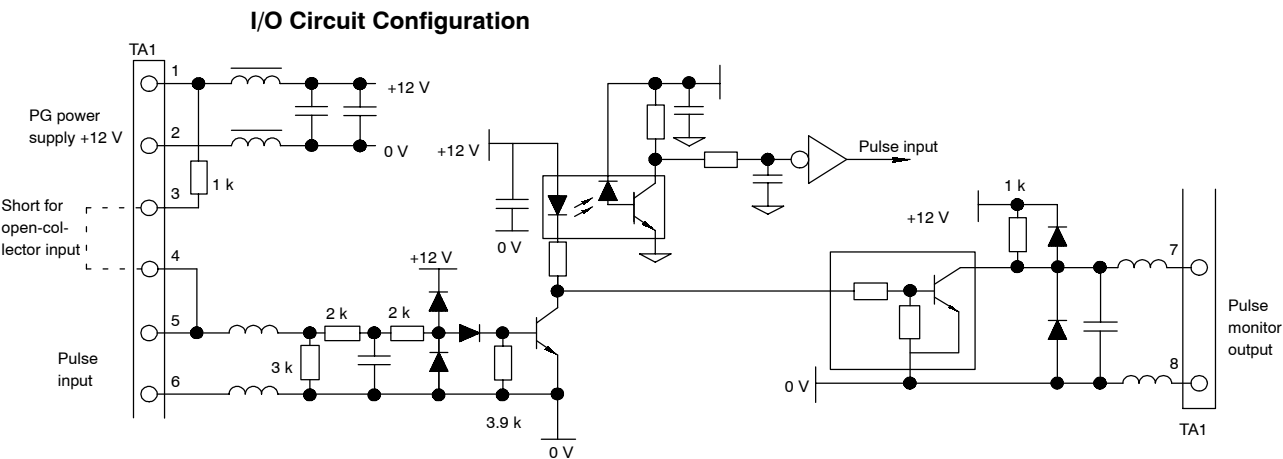 I/O Circuit Configuration
TA1
1
+12 V
PG power
supply +12 V
2
0 V
+12 V
Pulse input
1 k
3
Short for
open-col-
lector input
0 V
1 k
+12 V
4
+12 V
7
5
2 k
2 k
Pulse
monitor
output
Pulse
input
3 k
6
0 V
8
3.9 k
0 V
TA1